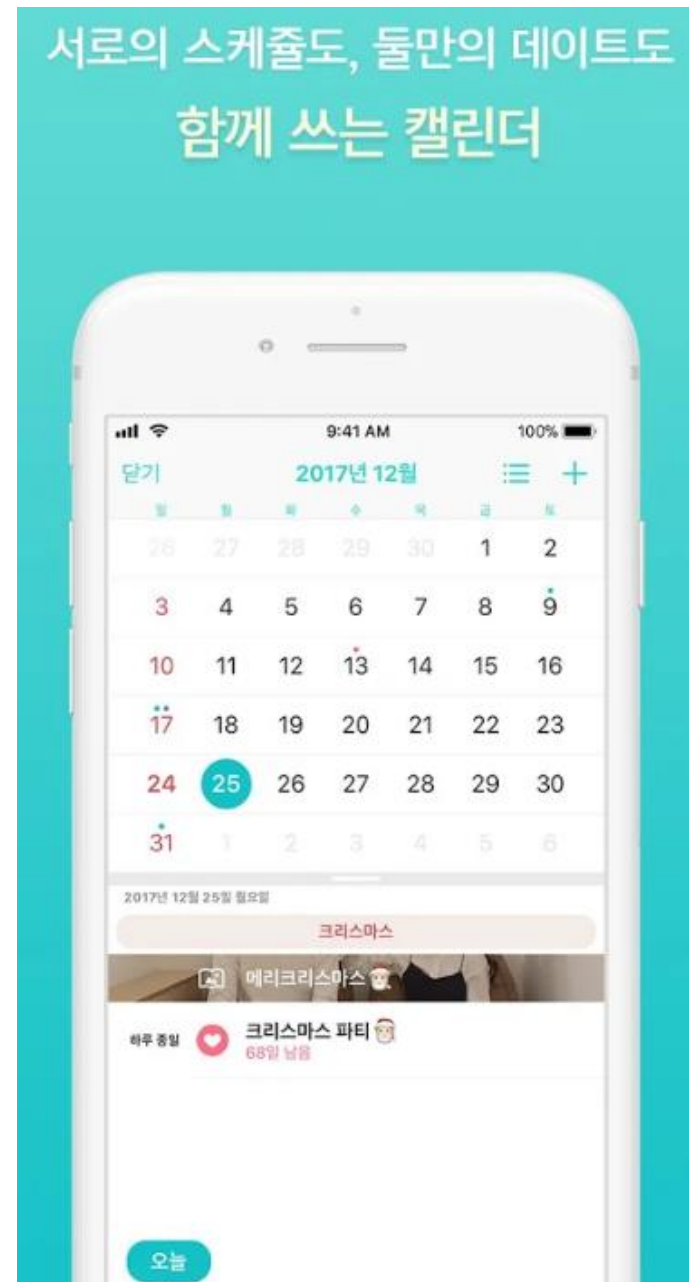 서로의 스케쥴도, 둘만의 데이트도
함께 쓰는 캘린더
9:41 AM 100%
닫기 2017년 12월
일 월 화 수 목 금 토
26 27 28 29 30 1 2
3 4 5 6 7 8 9
10 11 12 13 14 15 16
17 18 19 20 21 22 23
24 25 26 27 28 29 30
31 1 2 3 4 5 6
2017년 12월 25일 월요일
크리스마스
메리크리스마스🎅
하루 종일 크리스마스 파티🎅
68일 남음
오늘